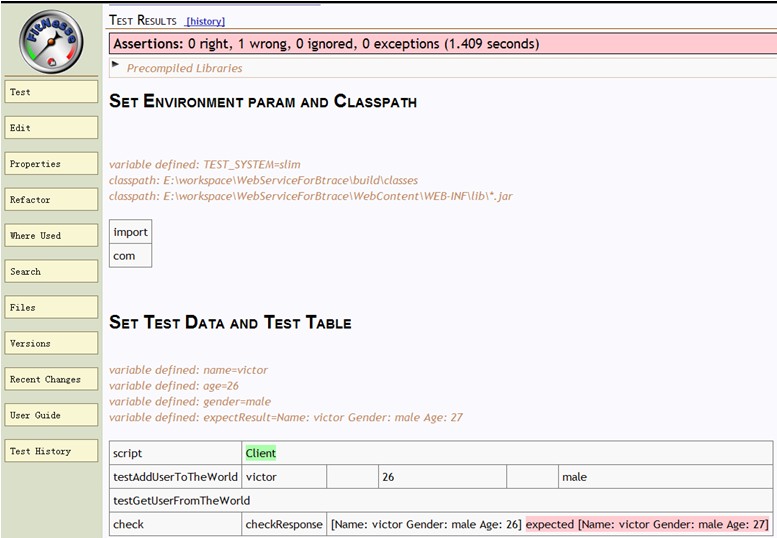 FitNesse
TEST RESULTS [history]
Assertions: 0 right, 1 wrong, 0 ignored, 0 exceptions (1.409 seconds)
Precompiled Libraries
Test
Edit
Properties
Refactor
Where Used
Search
Files
Versions
Recent Changes
User Guide
Test History
SET ENVIRONMENT PARAM AND CLASSPATH
variable defined: TEST_SYSTEM=slim
classpath: E:\workspace\WebServiceForBtrace\build\classes
classpath: E:\workspace\WebServiceForBtrace\WebContent\WEB-INF\lib\*.jar
import
com
SET TEST DATA AND TEST TABLE
variable defined: name=victor
variable defined: age=26
variable defined: gender=male
variable defined: expectResult=Name: victor Gender: male Age: 27
script Client
testAddUserToTheWorld victor 26 male
testGetUserFromTheWorld
check checkResponse [Name: victor Gender: male Age: 26] expected [Name: victor Gender: male Age: 27]